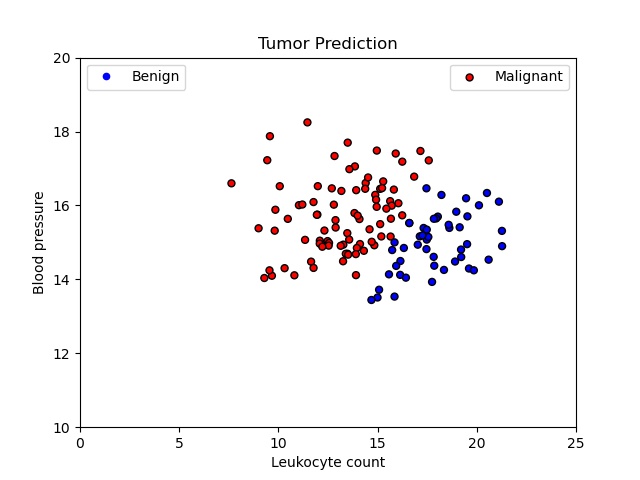 Tumor Prediction
Benign
Malignant
20
18
16
14
12
10
Blood pressure
0 5 10 15 20 25
Leukocyte count